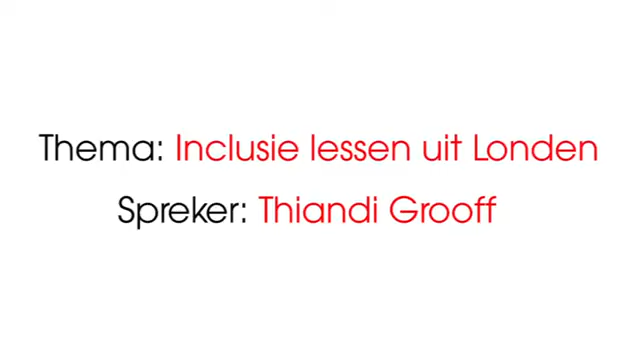 Thema: Inclusie lessen uit Londen
Spreker: Thiandi Grooff